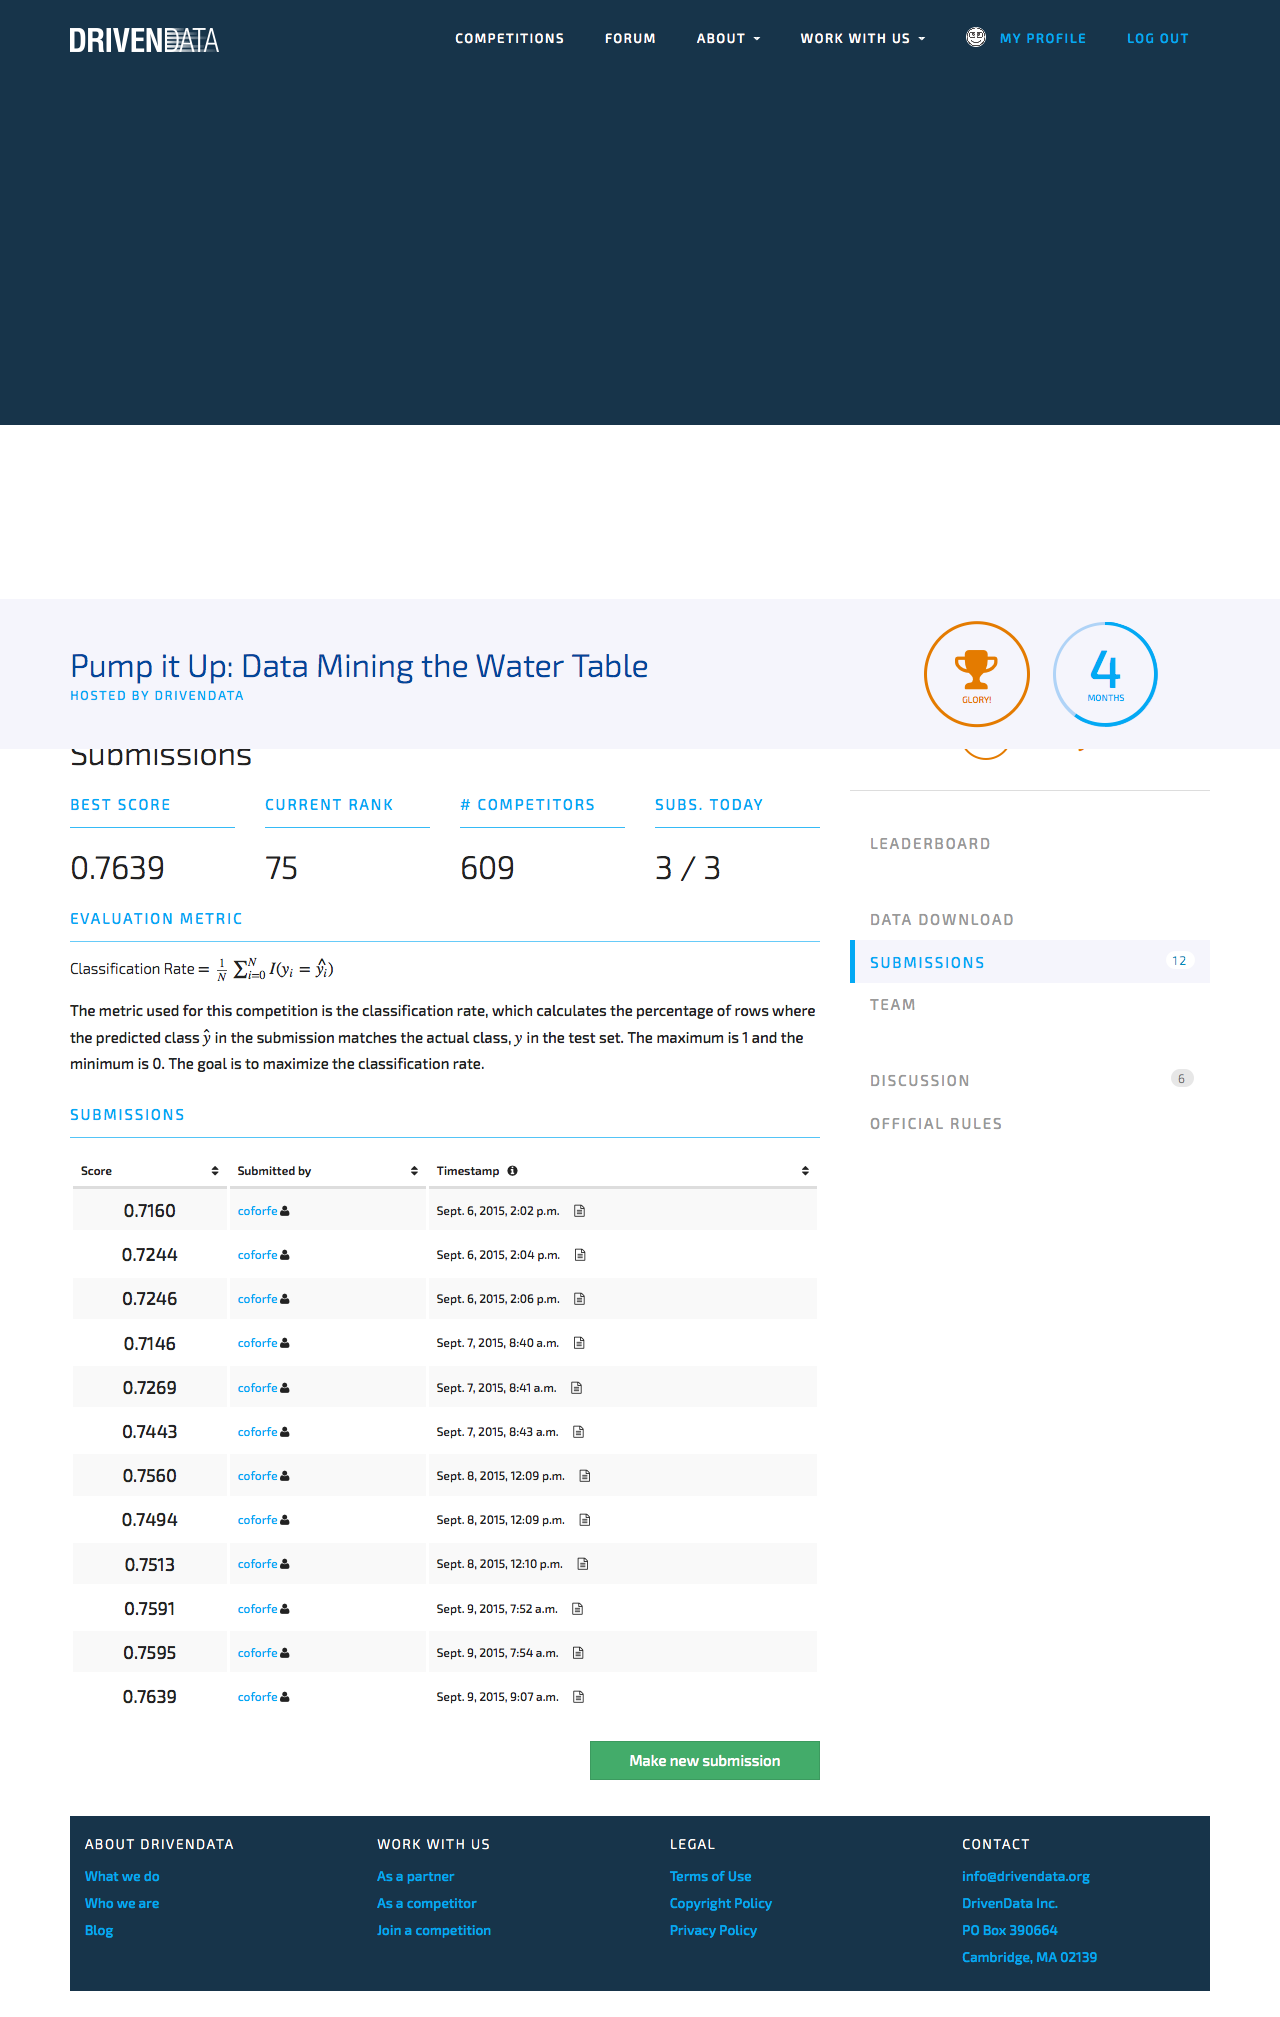 DRIVENDATA
COMPETITIONS FORUM ABOUT WORK WITH US MY PROFILE LOG OUT
Pump it Up: Data Mining the Water Table
HOSTED BY DRIVENDATA
GLORY!
4
MONTHS
Submissions
BEST SCORE CURRENT RANK # COMPETITORS SUBS. TODAY
0.7639 75 609 3 / 3
EVALUATION METRIC
Classification Rate = 1/N ∑_{i=0}^{N} I(y_i = ŷ_i)
The metric used for this competition is the classification rate, which calculates the percentage of rows where
the predicted class ŷ in the submission matches the actual class, y in the test set. The maximum is 1 and the
minimum is 0. The goal is to maximize the classification rate.
SUBMISSIONS
Score Submitted by Timestamp
0.7160 coforfe Sept. 6, 2015, 2:02 p.m.
0.7244 coforfe Sept. 6, 2015, 2:04 p.m.
0.7246 coforfe Sept. 6, 2015, 2:06 p.m.
0.7146 coforfe Sept. 7, 2015, 8:40 a.m.
0.7269 coforfe Sept. 7, 2015, 8:41 a.m.
0.7443 coforfe Sept. 7, 2015, 8:43 a.m.
0.7560 coforfe Sept. 8, 2015, 12:09 p.m.
0.7494 coforfe Sept. 8, 2015, 12:09 p.m.
0.7513 coforfe Sept. 8, 2015, 12:10 p.m.
0.7591 coforfe Sept. 9, 2015, 7:52 a.m.
0.7595 coforfe Sept. 9, 2015, 7:54 a.m.
0.7639 coforfe Sept. 9, 2015, 9:07 a.m.
Make new submission
LEADERBOARD
DATA DOWNLOAD
SUBMISSIONS 12
TEAM
DISCUSSION 6
OFFICIAL RULES
ABOUT DRIVENDATA
What we do
Who we are
Blog
WORK WITH US
As a partner
As a competitor
Join a competition
LEGAL
Terms of Use
Copyright Policy
Privacy Policy
CONTACT
info@drivendata.org
DrivenData Inc.
PO Box 390664
Cambridge, MA 02139